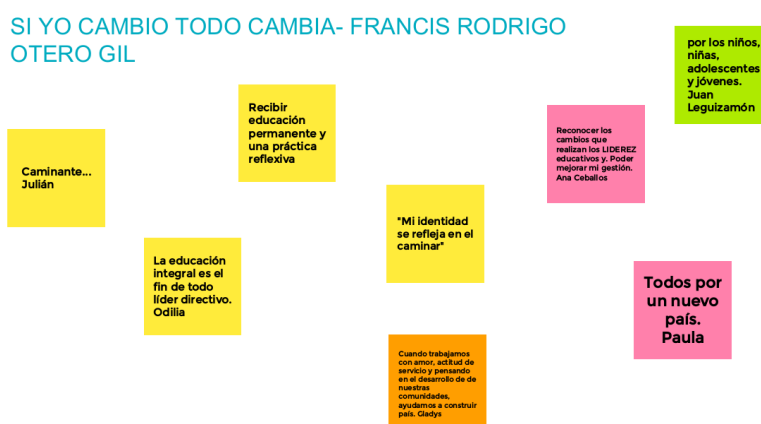 SI YO CAMBIO TODO CAMBIA- FRANCIS RODRIGO
OTERO GIL
por los niños,
niñas,
adolescentes
y jóvenes.
Juan
Leguizamón
Recibir
educación
permanente y
una práctica
reflexiva
Reconocer los
cambios que
realizan los LIDEREZ
educativos y. Poder
mejorar mi gestión.
Ana Ceballos
Caminante...
Julián
"Mi identidad
se refleja en el
caminar"
La educación
integral es el
fin de todo
líder directivo.
Odilia
Todos por
un nuevo
país.
Paula
Cuando trabajamos
con amor, actitud de
servicio y pensando
en el desarrollo de de
nuestras
comunidades,
ayudamos a construir
país. Gladys